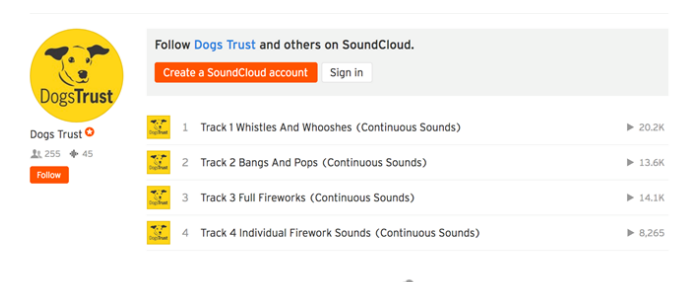 Follow Dogs Trust and others on SoundCloud.
Create a SoundCloud account Sign in
DogsTrust
Dogs Trust
255 45
Follow
1 Track 1 Whistles And Whooshes (Continuous Sounds) 20.2K
2 Track 2 Bangs And Pops (Continuous Sounds) 13.6K
3 Track 3 Full Fireworks (Continuous Sounds) 14.1K
4 Track 4 Individual Firework Sounds (Continuous Sounds) 8,265